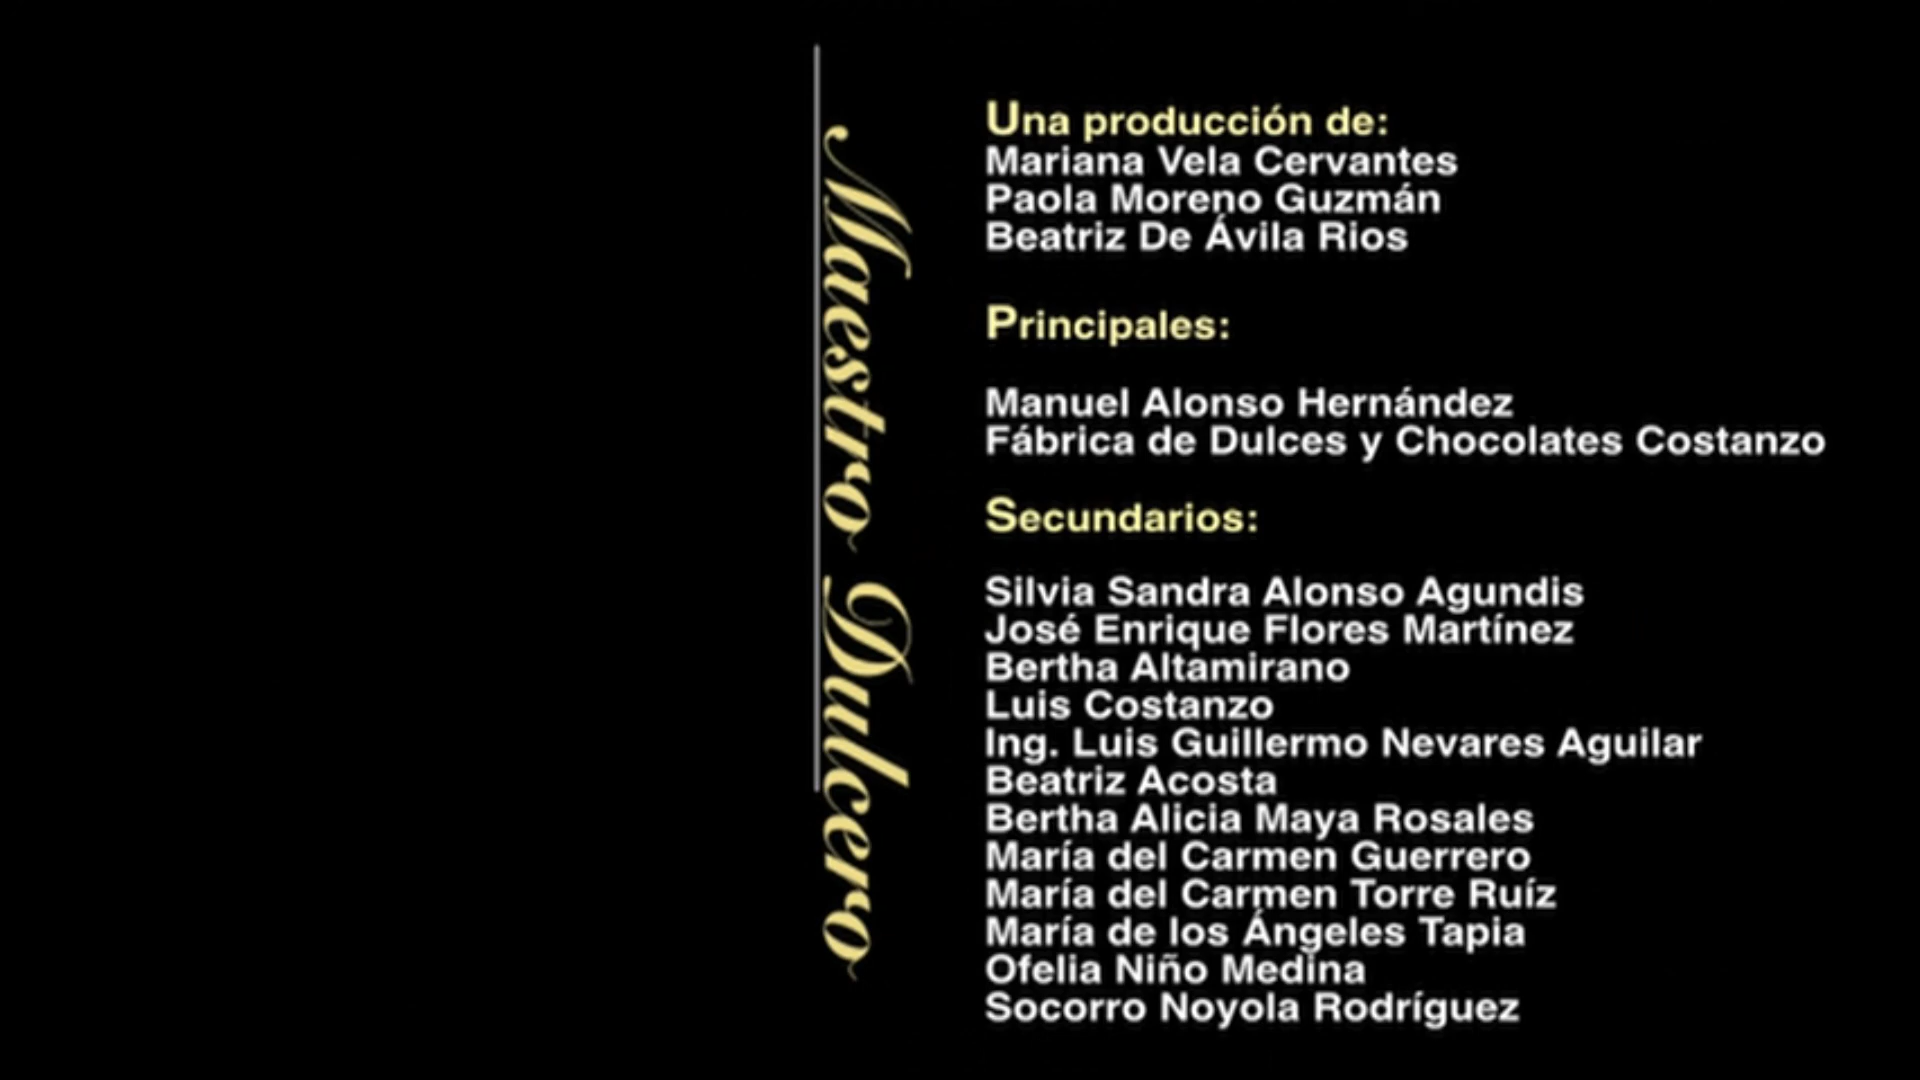 Maestro Dulcero
Una producción de:
Mariana Vela Cervantes
Paola Moreno Guzmán
Beatriz De Ávila Rios
Principales:
Manuel Alonso Hernández
Fábrica de Dulces y Chocolates Costanzo
Secundarios:
Silvia Sandra Alonso Agundis
José Enrique Flores Martínez
Bertha Altamirano
Luis Costanzo
Ing. Luis Guillermo Nevares Aguilar
Beatriz Acosta
Bertha Alicia Maya Rosales
María del Carmen Guerrero
María del Carmen Torre Ruíz
María de los Ángeles Tapia
Ofelia Niño Medina
Socorro Noyola Rodríguez